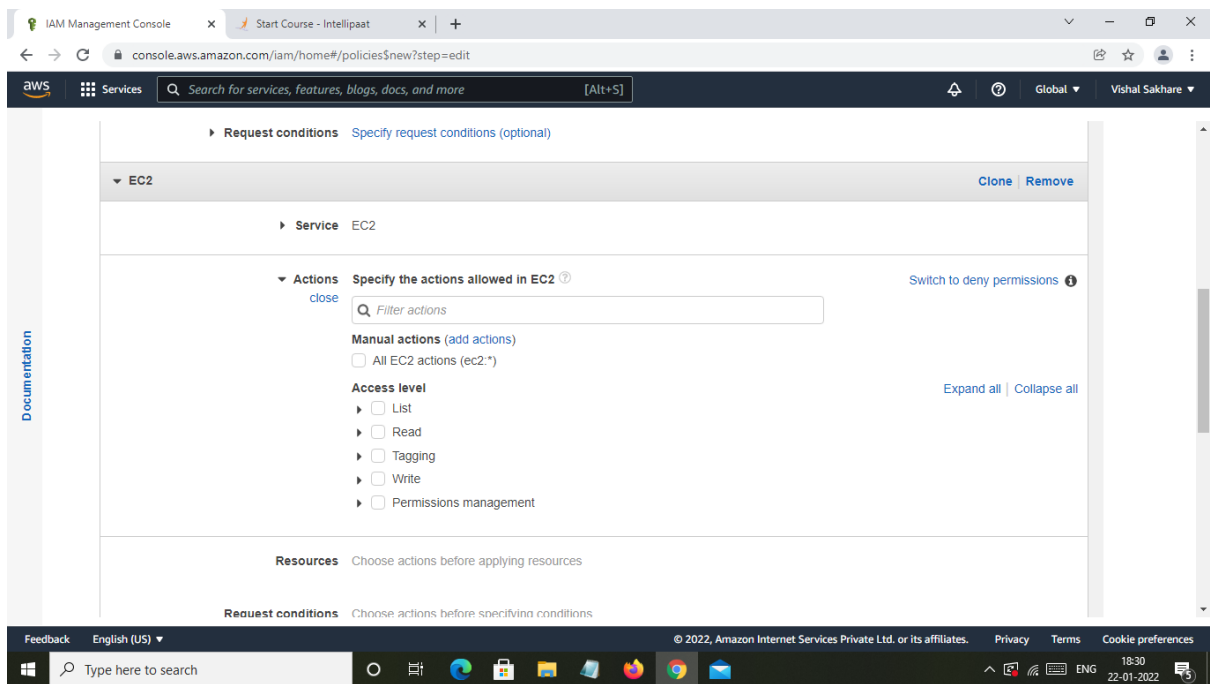 IAM Management Console
Start Course - Intellipaat
console.aws.amazon.com/iam/home#/policies$new?step=edit
aws Services Search for services, features, blogs, docs, and more [Alt+S] Global Vishal Sakhare
Request conditions Specify request conditions (optional)
EC2 Clone Remove
Service EC2
Actions Specify the actions allowed in EC2 Switch to deny permissions
close
Filter actions
Manual actions (add actions)
All EC2 actions (ec2:*)
Access level Expand all Collapse all
List
Read
Tagging
Write
Permissions management
Documentation
Resources Choose actions before applying resources
Request conditions Choose actions before specifying conditions
Feedback English (US) © 2022, Amazon Internet Services Private Ltd. or its affiliates. Privacy Terms Cookie preferences
Type here to search ENG 18:30
22-01-2022 5